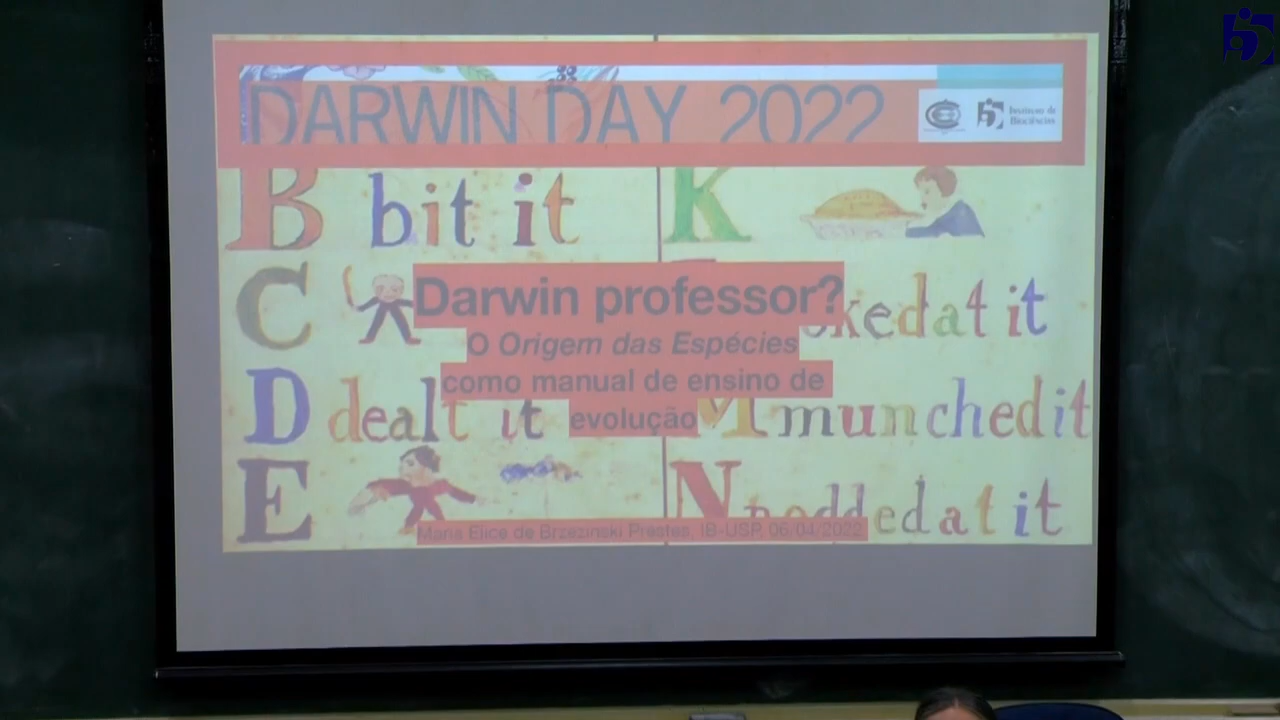 DARWIN DAY 2022
Instituto de
Biociências
B bit it
K
C
Darwin professor?
O Origem das Espécies
como manual de ensino de
evolução
D dealt it
M munched it
E
N nodded at it
Maria Elice de Brzezinski Prestes, IB-USP, 06/04/2022